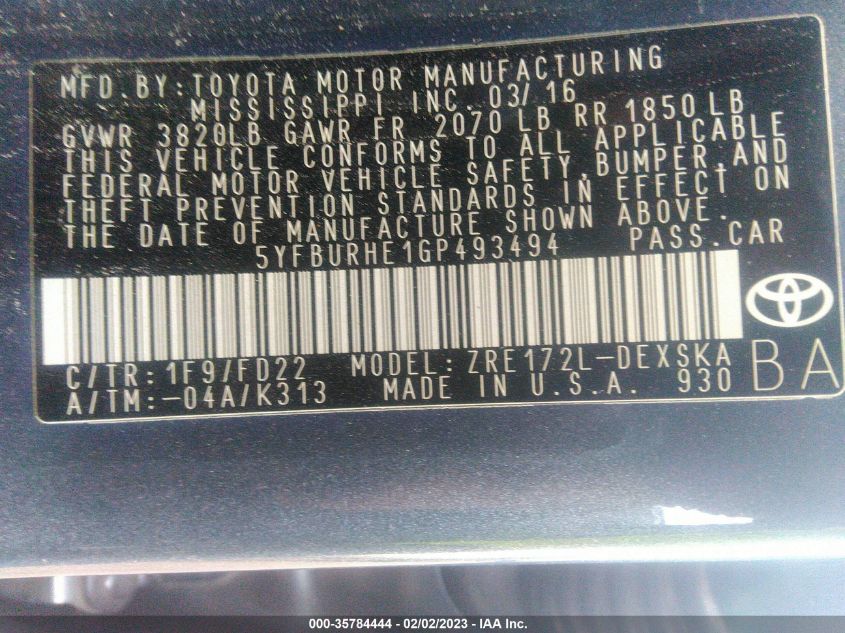 MFD. BY: TOYOTA MOTOR MANUFACTURING
MISSISSIPPI INC. 03/16
GVWR 3820LB GAWR FR 2070 LB RR 1850 LB
THIS VEHICLE CONFORMS TO ALL APPLICABLE
FEDERAL MOTOR VEHICLE SAFETY, BUMPER, AND
THEFT PREVENTION STANDARDS IN EFFECT ON
THE DATE OF MANUFACTURE SHOWN ABOVE.
5YFBURHE1GP493494 PASS. CAR
C/TR: 1F9/FD22 MODEL: ZRE172L-DEXSKA
A/TM: -04A/K313 MADE IN U.S.A. 930 BA
000-35784444 - 02/02/2023 - IAA Inc.